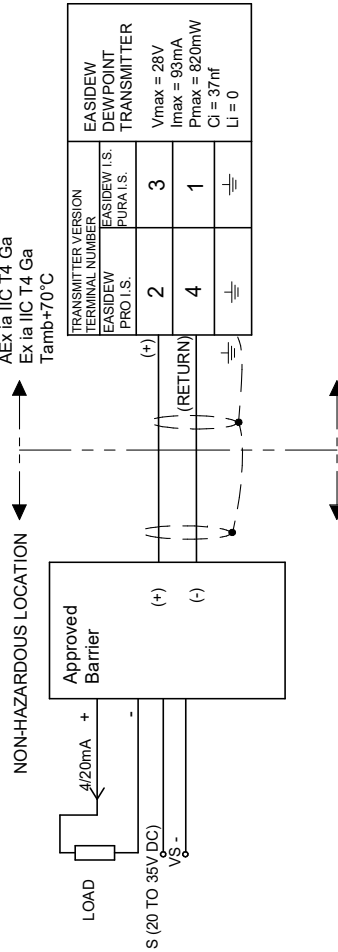 AEx ia IIC T4 Ga
Ex ia IIC T4 Ga
Tamb+70°C
NON-HAZARDOUS LOCATION
TRANSMITTER VERSION
TERMINAL NUMBER
EASIDEW
PRO I.S.
EASIDEW I.S.
PURA I.S.
2
3
4
1
EASIDEW
DEWPOINT
TRANSMITTER
Vmax = 28V
Imax = 93mA
Pmax = 820mW
Ci = 37nf
Li = 0
(+)
(RETURN)
Approved
Barrier
(+)
(-)
4/20mA
+
-
LOAD
S (20 TO 35V DC)
VS -